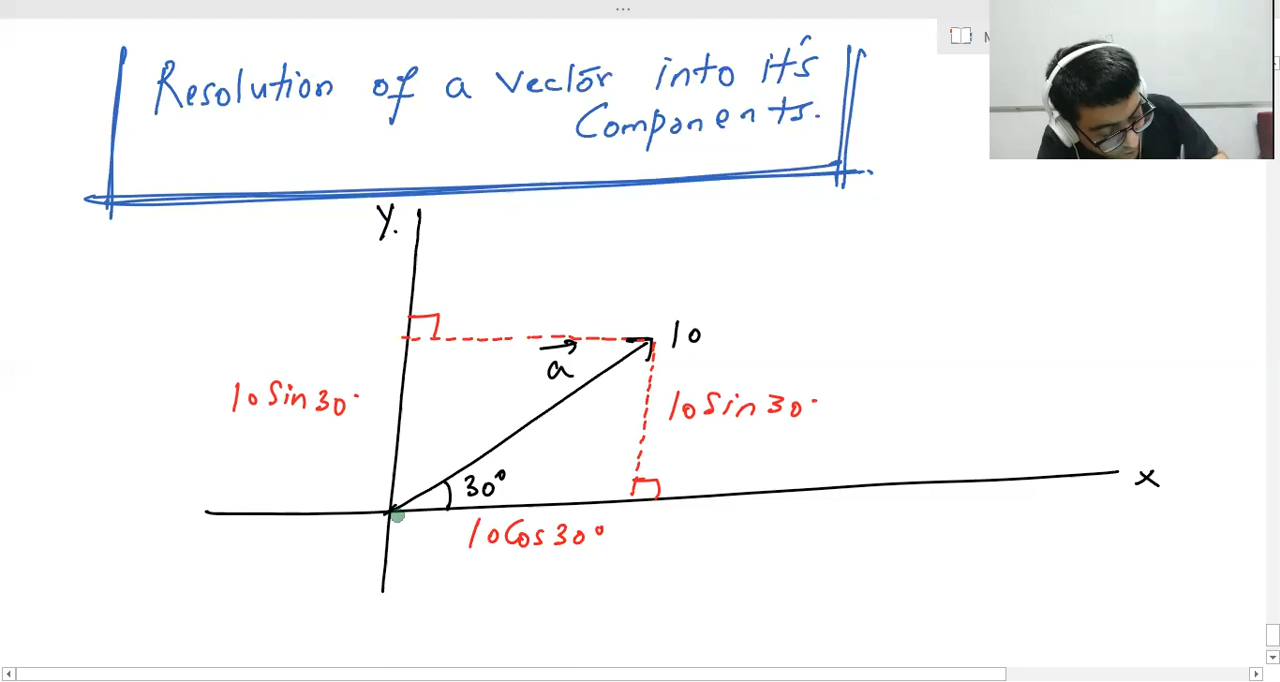 Resolution of a vector into it's
Components.
y.
10
a
10 Sin 30°
10 Sin 30°
30°
x
10 Cos 30°